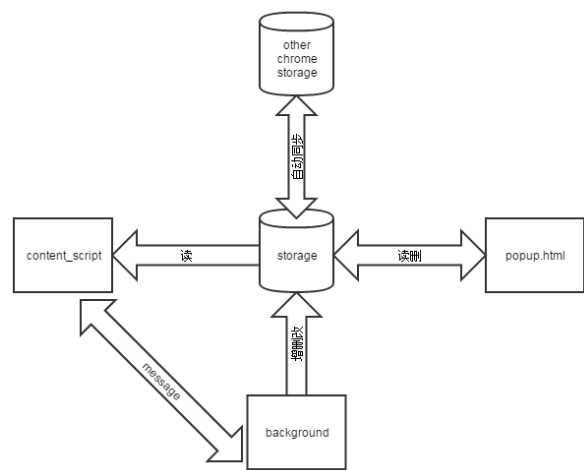 other
chrome
storage
自动同步
content_script
读
storage
读删
popup.html
增删改
message
background